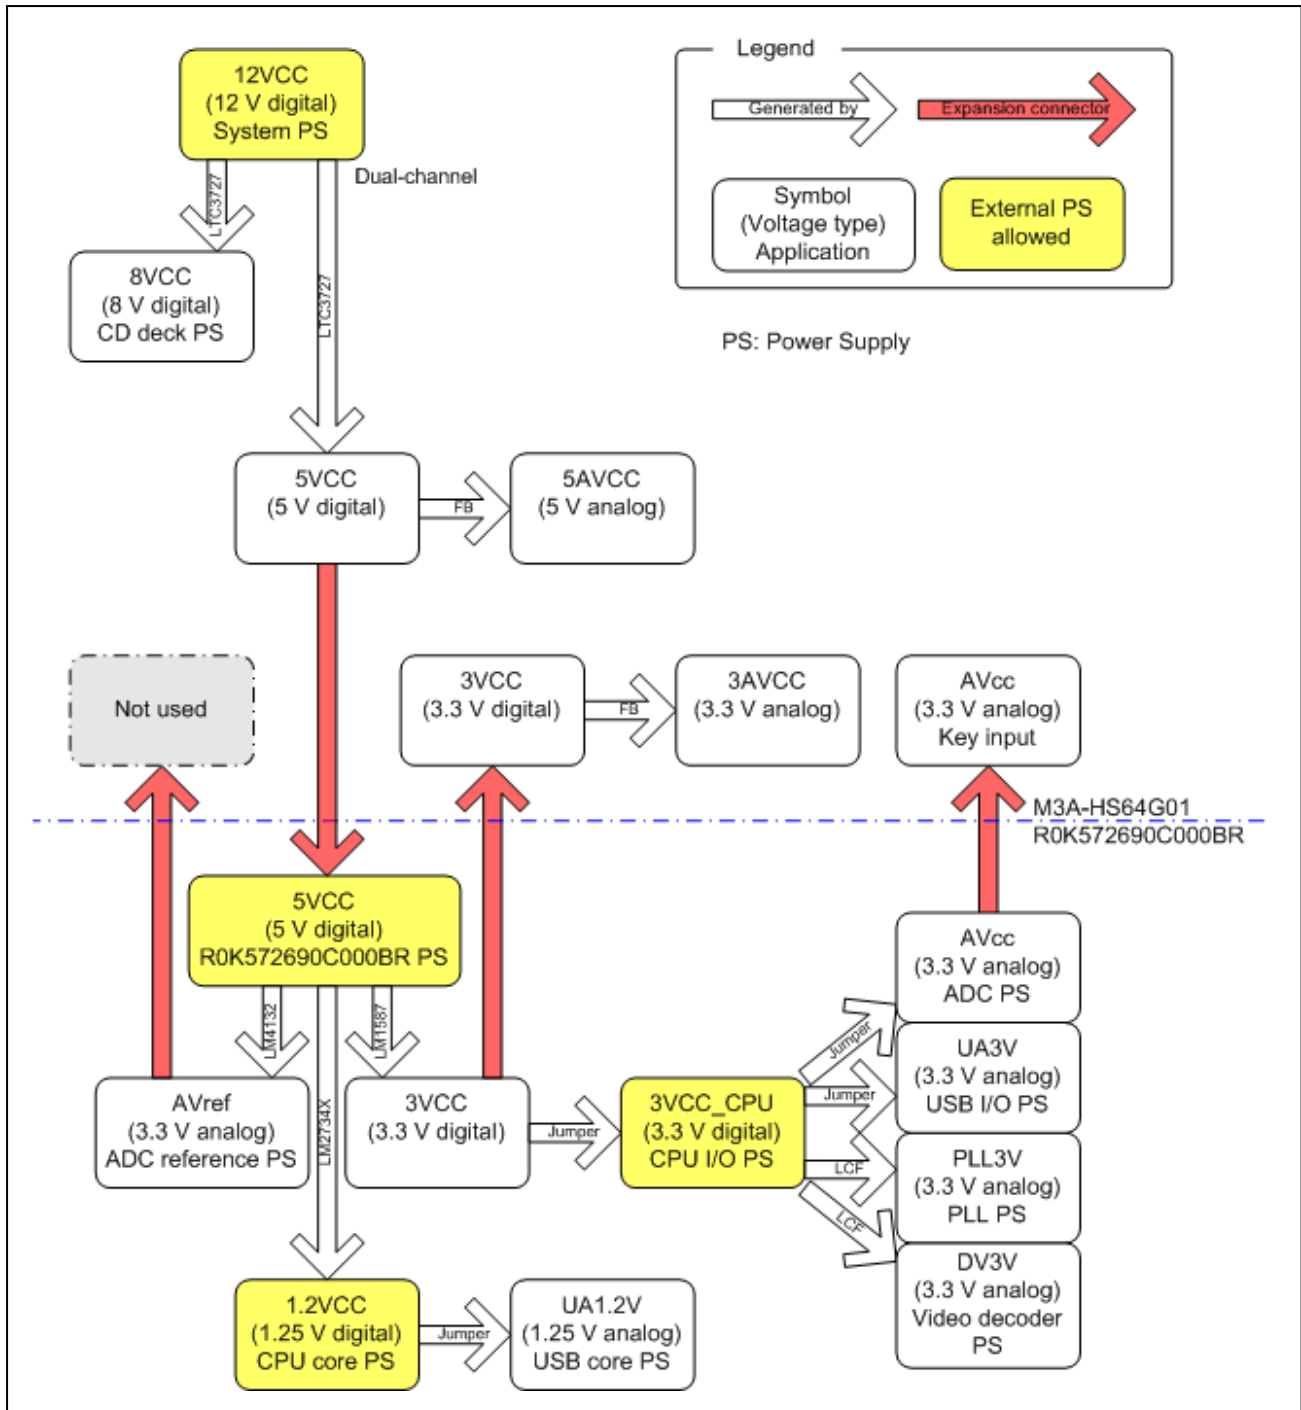 Legend
12VCC
(12 V digital)
System PS
Generated by
Expansion connector
Dual-channel
LTC3727
LTC3727
Symbol
(Voltage type)
Application
External PS
allowed
8VCC
(8 V digital)
CD deck PS
PS: Power Supply
5VCC
(5 V digital)
FB
5AVCC
(5 V analog)
Not used
3VCC
(3.3 V digital)
FB
3AVCC
(3.3 V analog)
AVcc
(3.3 V analog)
Key input
M3A-HS64G01
R0K572690C000BR
5VCC
(5 V digital)
R0K572690C000BR PS
LM4132
LM2734X
LM1587
AVref
(3.3 V analog)
ADC reference PS
3VCC
(3.3 V digital)
Jumper
3VCC_CPU
(3.3 V digital)
CPU I/O PS
Jumper
Jumper
LCF
LCF
AVcc
(3.3 V analog)
ADC PS
UA3V
(3.3 V analog)
USB I/O PS
PLL3V
(3.3 V analog)
PLL PS
DV3V
(3.3 V analog)
Video decoder
PS
1.2VCC
(1.25 V digital)
CPU core PS
Jumper
UA1.2V
(1.25 V analog)
USB core PS